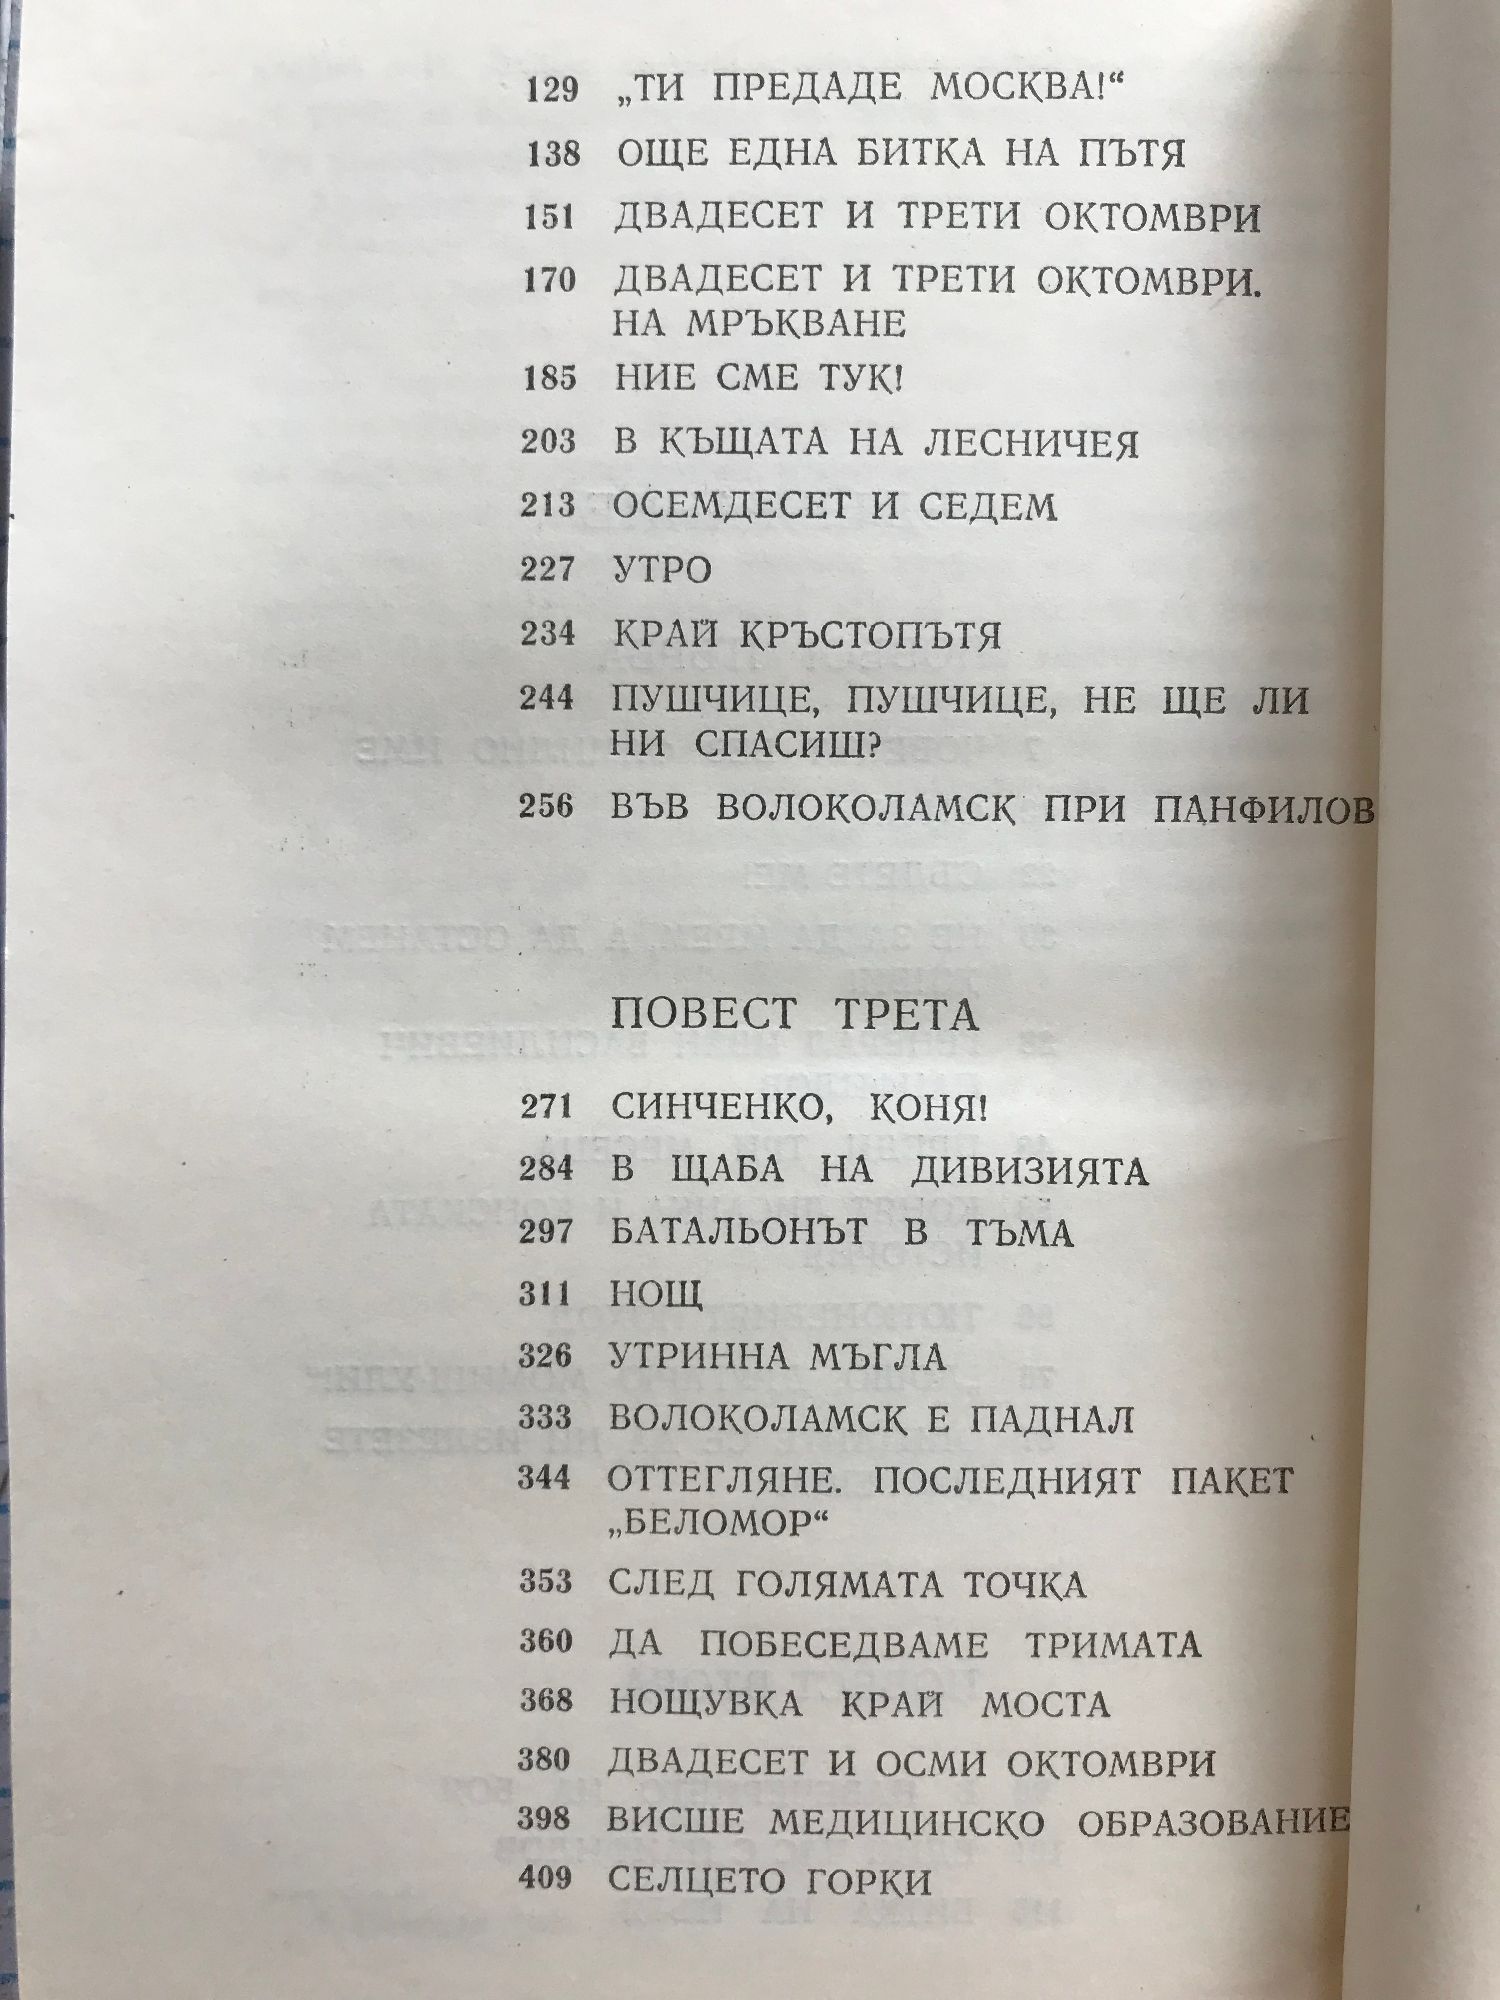 129 „ТИ ПРЕДАДЕ МОСКВА!“
138 ОЩЕ ЕДНА БИТКА НА ПЪТЯ
151 ДВАДЕСЕТ И ТРЕТИ ОКТОМВРИ
170 ДВАДЕСЕТ И ТРЕТИ ОКТОМВРИ.
НА МРЪКВАНЕ
185 НИЕ СМЕ ТУК!
203 В КЪЩАТА НА ЛЕСНИЧЕЯ
213 ОСЕМДЕСЕТ И СЕДЕМ
227 УТРО
234 КРАЙ КРЪСТОПЪТЯ
244 ПУШЧИЦЕ, ПУШЧИЦЕ, НЕ ЩЕ ЛИ
НИ СПАСИШ?
256 ВЪВ ВОЛОКОЛАМСК ПРИ ПАНФИЛОВ
ПОВЕСТ ТРЕТА
271 СИНЧЕНКО, КОНЯ!
284 В ЩАБА НА ДИВИЗИЯТА
297 БАТАЛЬОНЪТ В ТЪМА
311 НОЩ
326 УТРИННА МЪГЛА
333 ВОЛОКОЛАМСК Е ПАДНАЛ
344 ОТТЕГЛЯНЕ. ПОСЛЕДНИЯТ ПАКЕТ
„БЕЛОМОР“
353 СЛЕД ГОЛЯМАТА ТОЧКА
360 ДА ПОБЕСЕДВАМЕ ТРИМАТА
368 НОЩУВКА КРАЙ МОСТА
380 ДВАДЕСЕТ И ОСМИ ОКТОМВРИ
398 ВИСШЕ МЕДИЦИНСКО ОБРАЗОВАНИЕ
409 СЕЛЦЕТО ГОРКИ